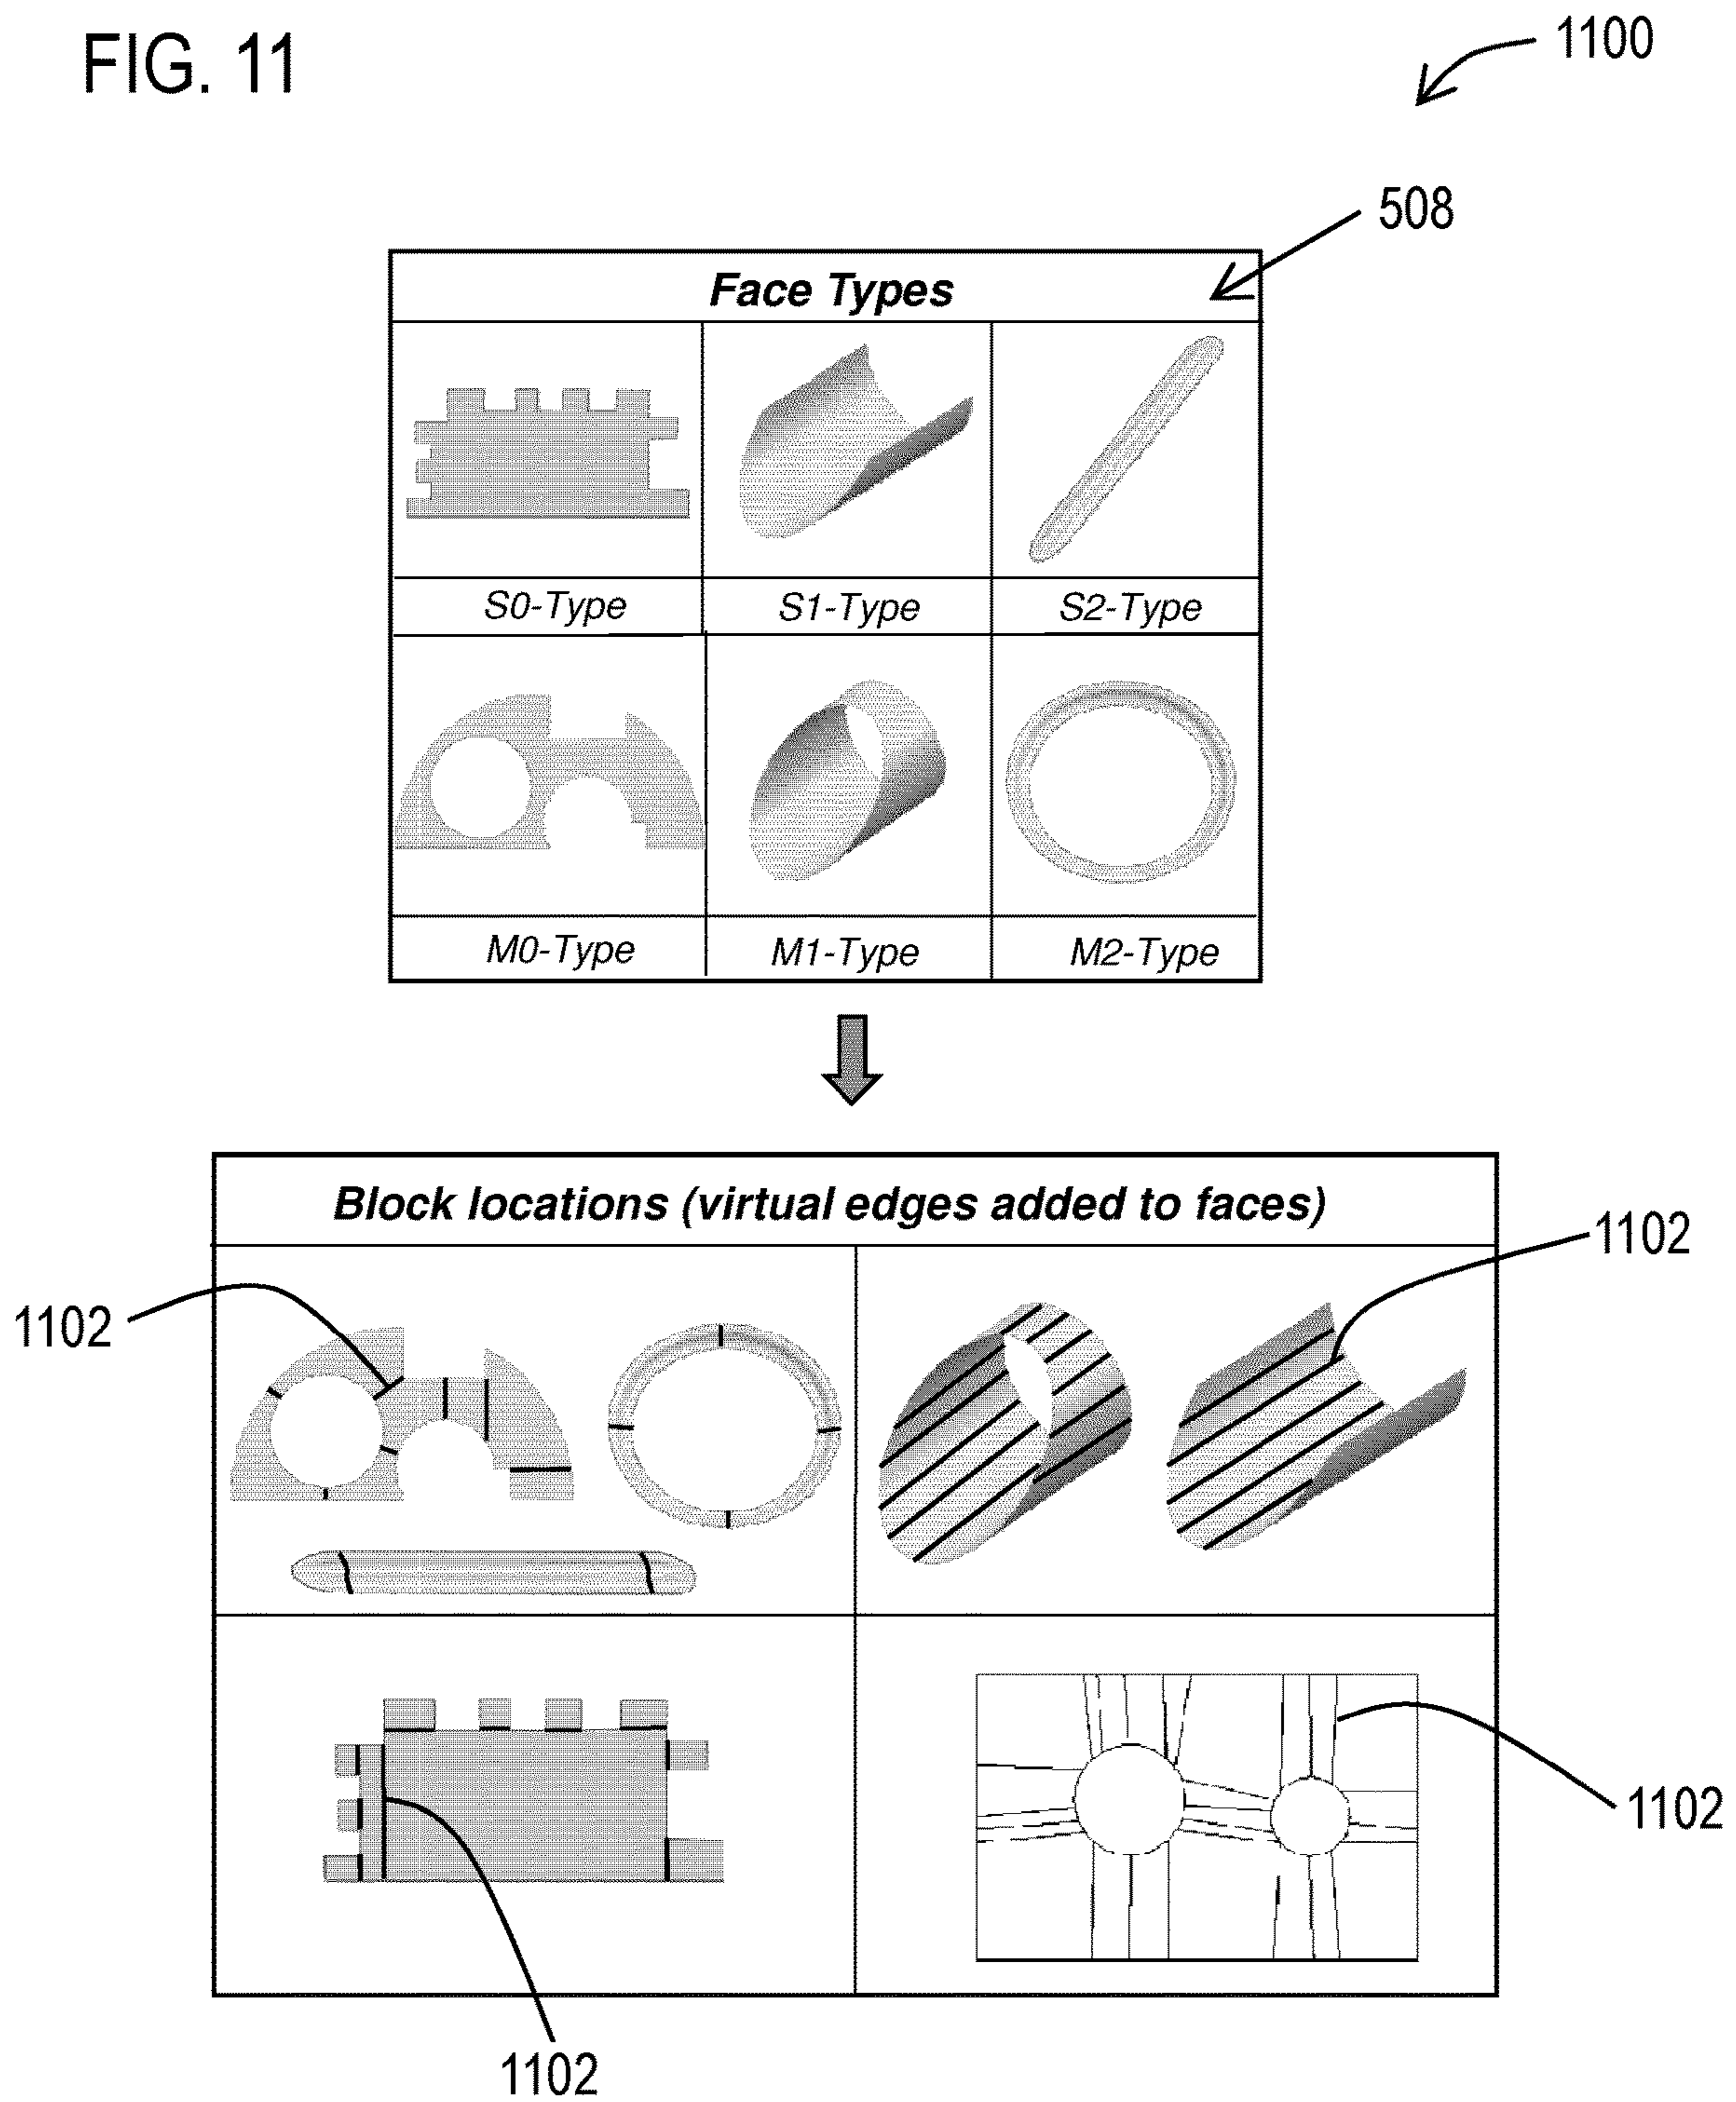 FIG. 11
1100
508
Face Types
S0-Type
S1-Type
S2-Type
M0-Type
M1-Type
M2-Type
Block locations (virtual edges added to faces)
1102
1102
1102
1102